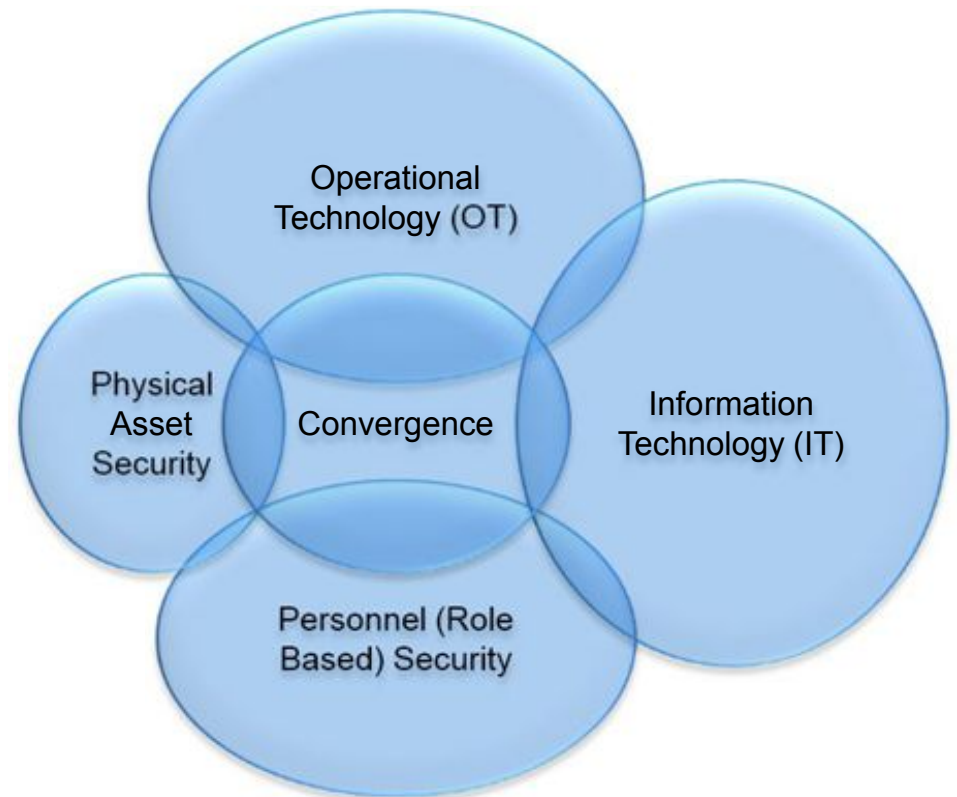 Operational
Technology (OT)
Physical
Asset
Security
Convergence
Information
Technology (IT)
Personnel (Role
Based) Security